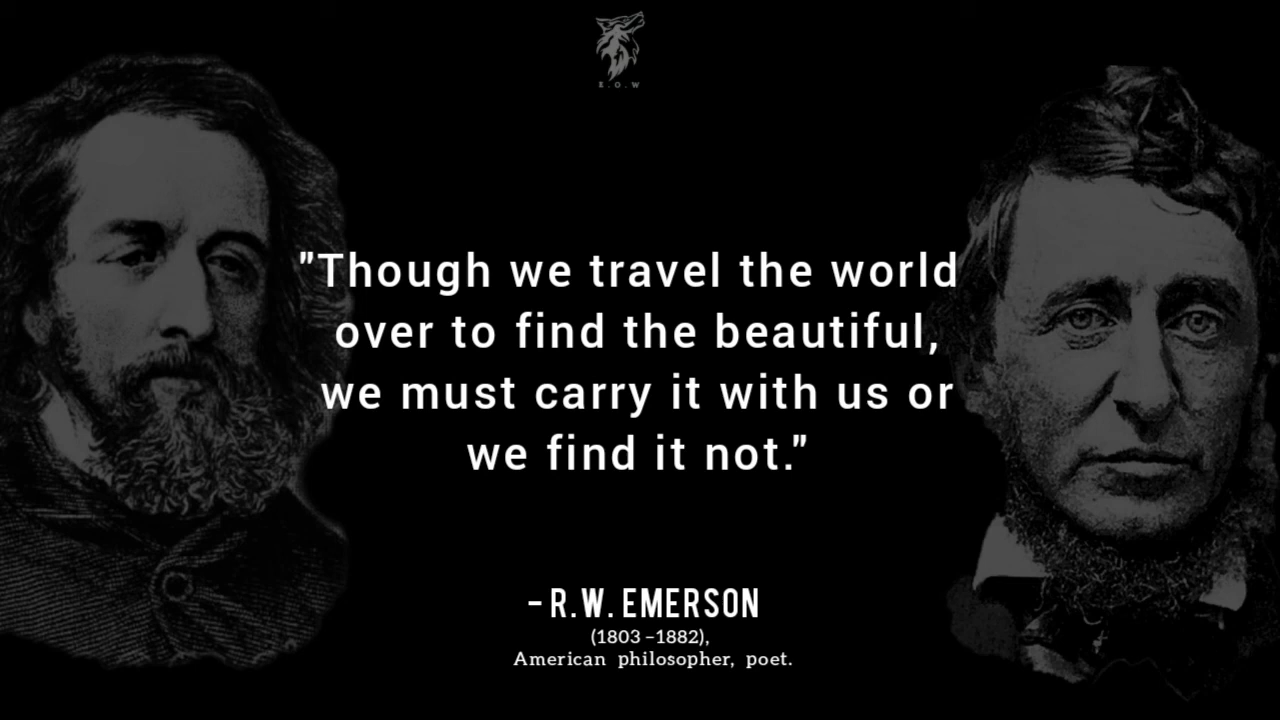 E.O.W
"Though we travel the world
over to find the beautiful,
we must carry it with us or
we find it not."
- R.W. EMERSON
(1803 –1882),
American philosopher, poet.